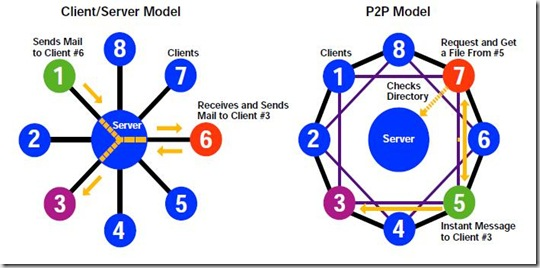 Client/Server Model
Sends Mail
to Client #6
8
Clients
1
7
Receives and Sends
Mail to Client #3
Server
2
6
3
5
4
P2P Model
Request and Get
a File From #5
Clients
8
1
7
Checks
Directory
2
Server
6
3
5
4
Instant Message
to Client #3